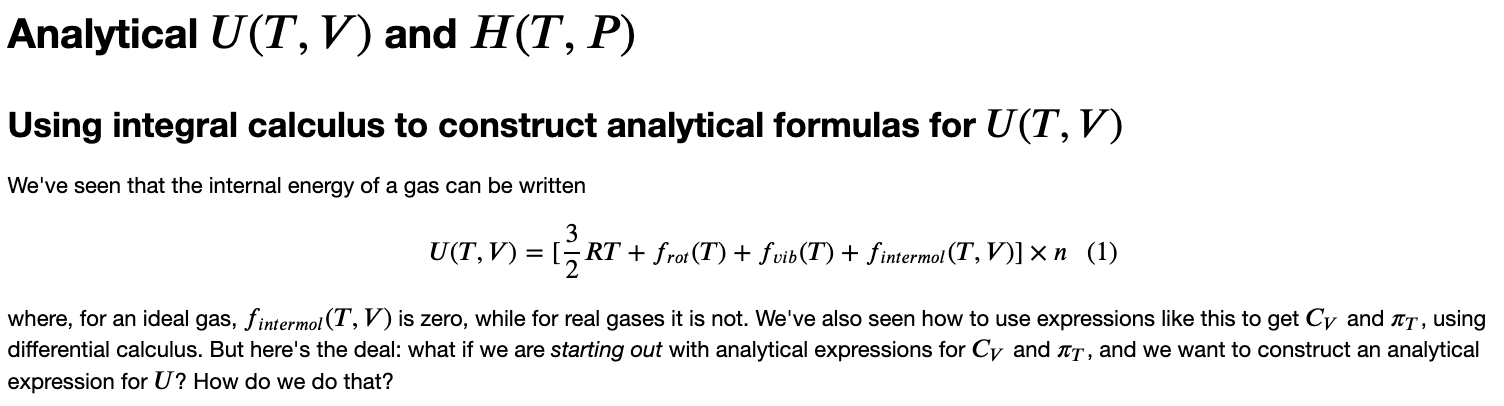 Analytical U(T, V) and H(T, P)
Using integral calculus to construct analytical formulas for U(T, V)
We've seen that the internal energy of a gas can be written
U(T, V) = [3/2 RT + f_rot(T) + f_vib(T) + f_intermol(T, V)] × n (1)
where, for an ideal gas, f_intermol(T, V) is zero, while for real gases it is not. We've also seen how to use expressions like this to get C_V and π_T, using
differential calculus. But here's the deal: what if we are starting out with analytical expressions for C_V and π_T, and we want to construct an analytical
expression for U? How do we do that?